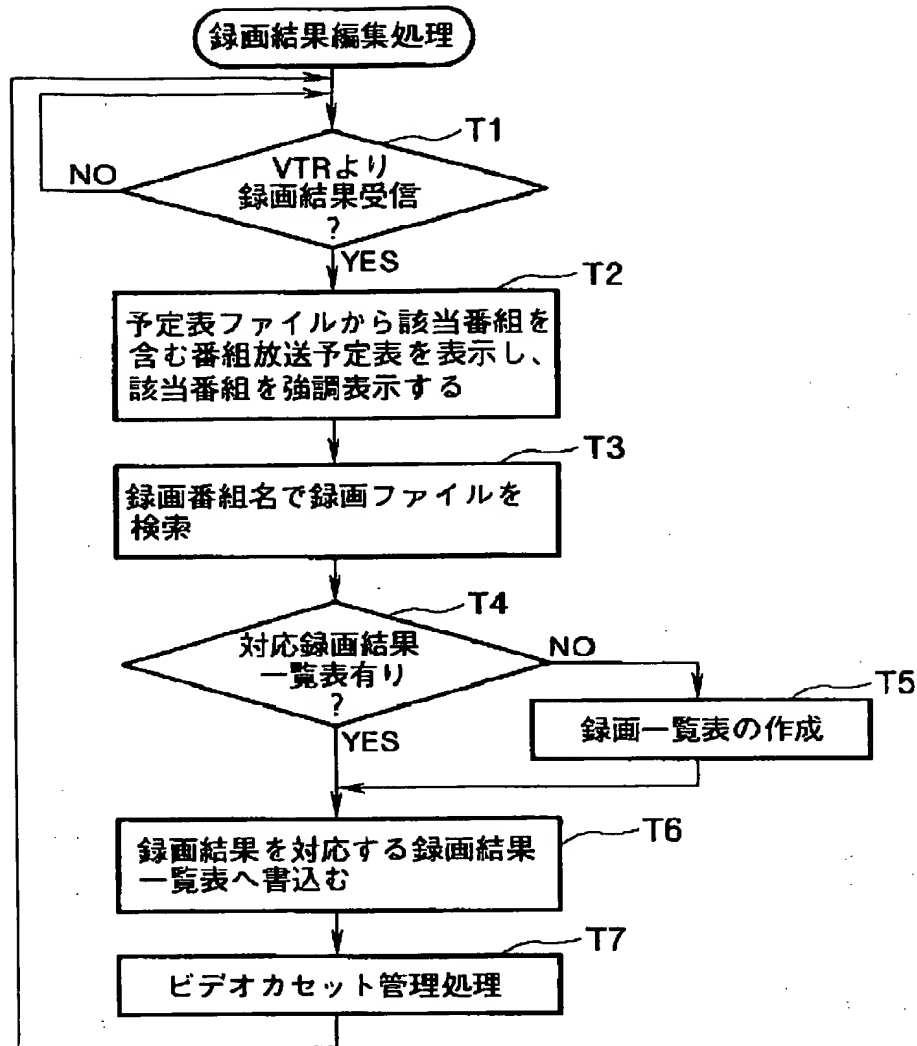 録画結果編集処理
T1
VTRより
録画結果受信
?
NO
YES
T2
予定表ファイルから該当番組を
含む番組放送予定表を表示し、
該当番組を強調表示する
T3
録画番組名で録画ファイルを
検索
T4
対応録画結果
一覧表有り
?
NO
YES
T5
録画一覧表の作成
T6
録画結果を対応する録画結果
一覧表へ書込む
T7
ビデオカセット管理処理